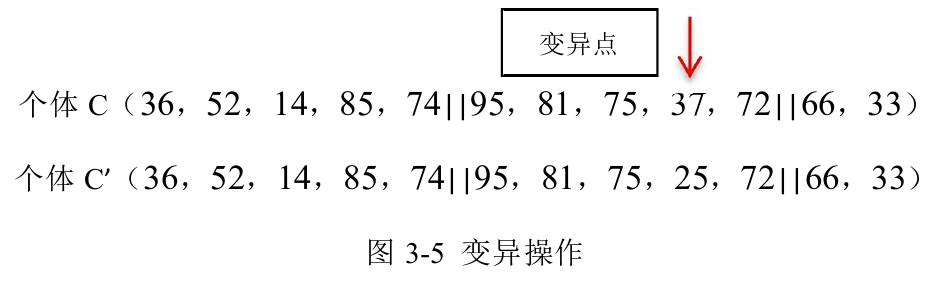 变异点
个体 C（36，52，14，85，74||95，81，75，37，72||66，33）
个体 C′（36，52，14，85，74||95，81，75，25，72||66，33）
图 3-5 变异操作